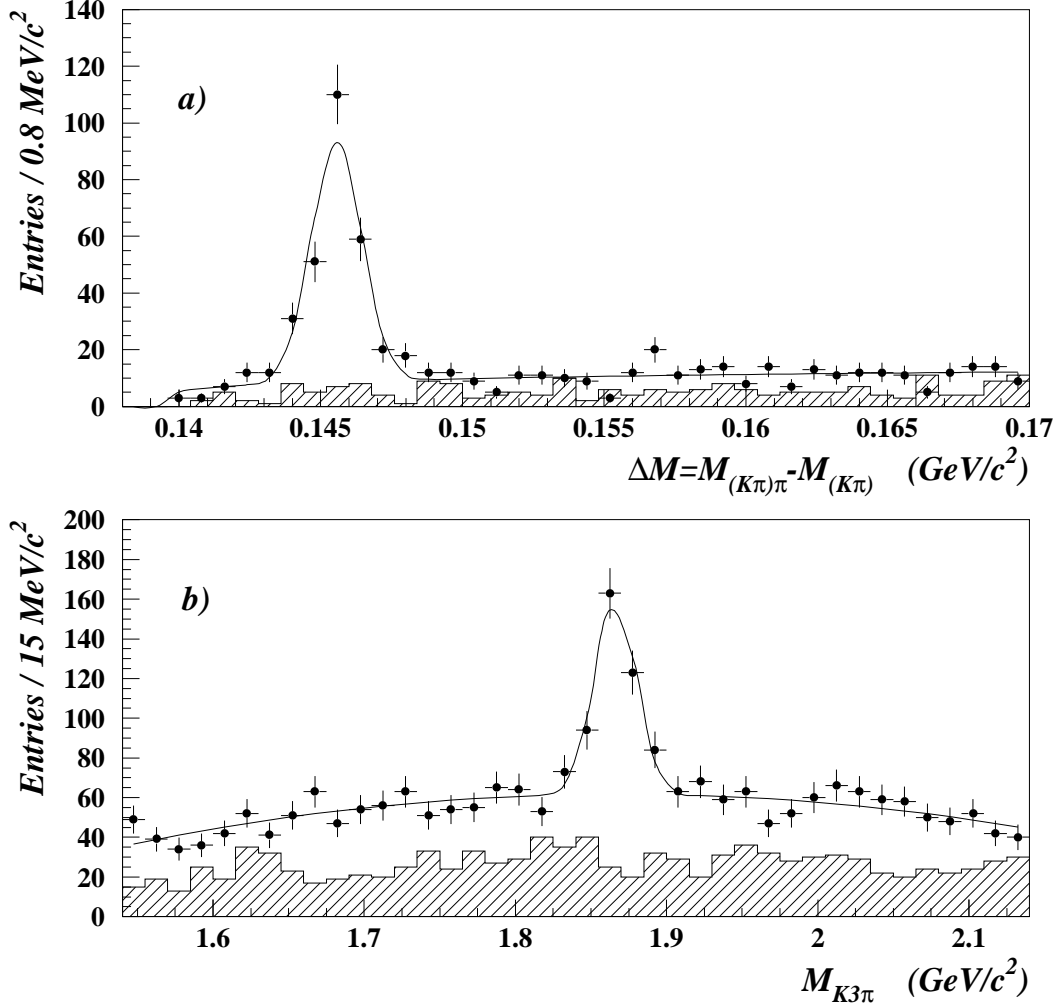 Entries / 0.8 MeV/c²
140
120
100
80
60
40
20
0
a)
0.14 0.145 0.15 0.155 0.16 0.165 0.17
ΔM=M(Kπ)π-M(Kπ) (GeV/c²)
Entries / 15 MeV/c²
200
180
160
140
120
100
80
60
40
20
0
b)
1.6 1.7 1.8 1.9 2 2.1
MK3π (GeV/c²)